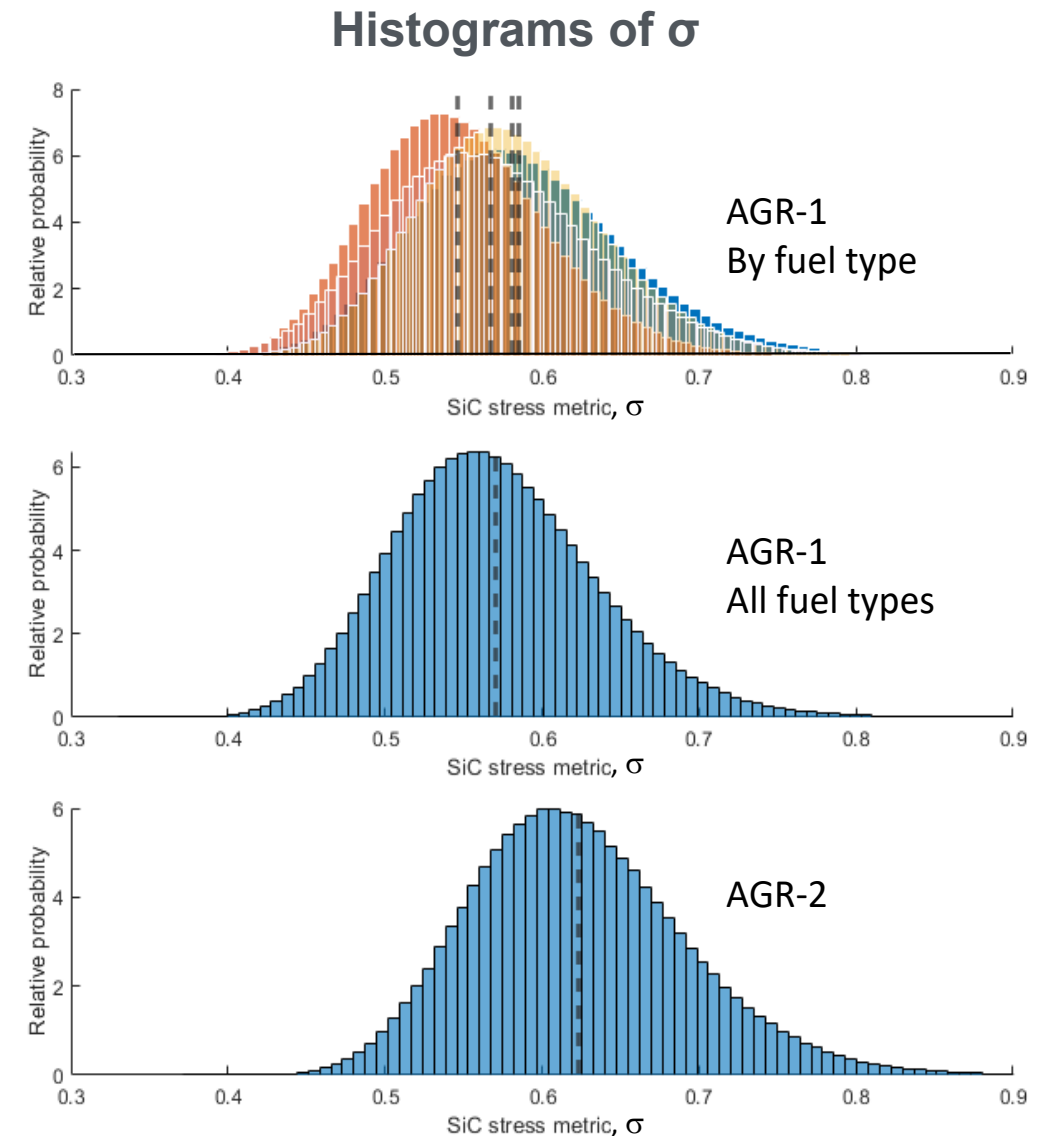 Histograms of σ
8
6
4
2
0
Relative probability
AGR-1
By fuel type
0.3 0.4 0.5 0.6 0.7 0.8 0.9
SiC stress metric, σ
6
4
2
0
Relative probability
AGR-1
All fuel types
0.3 0.4 0.5 0.6 0.7 0.8 0.9
SiC stress metric, σ
6
4
2
0
Relative probability
AGR-2
0.3 0.4 0.5 0.6 0.7 0.8 0.9
SiC stress metric, σ